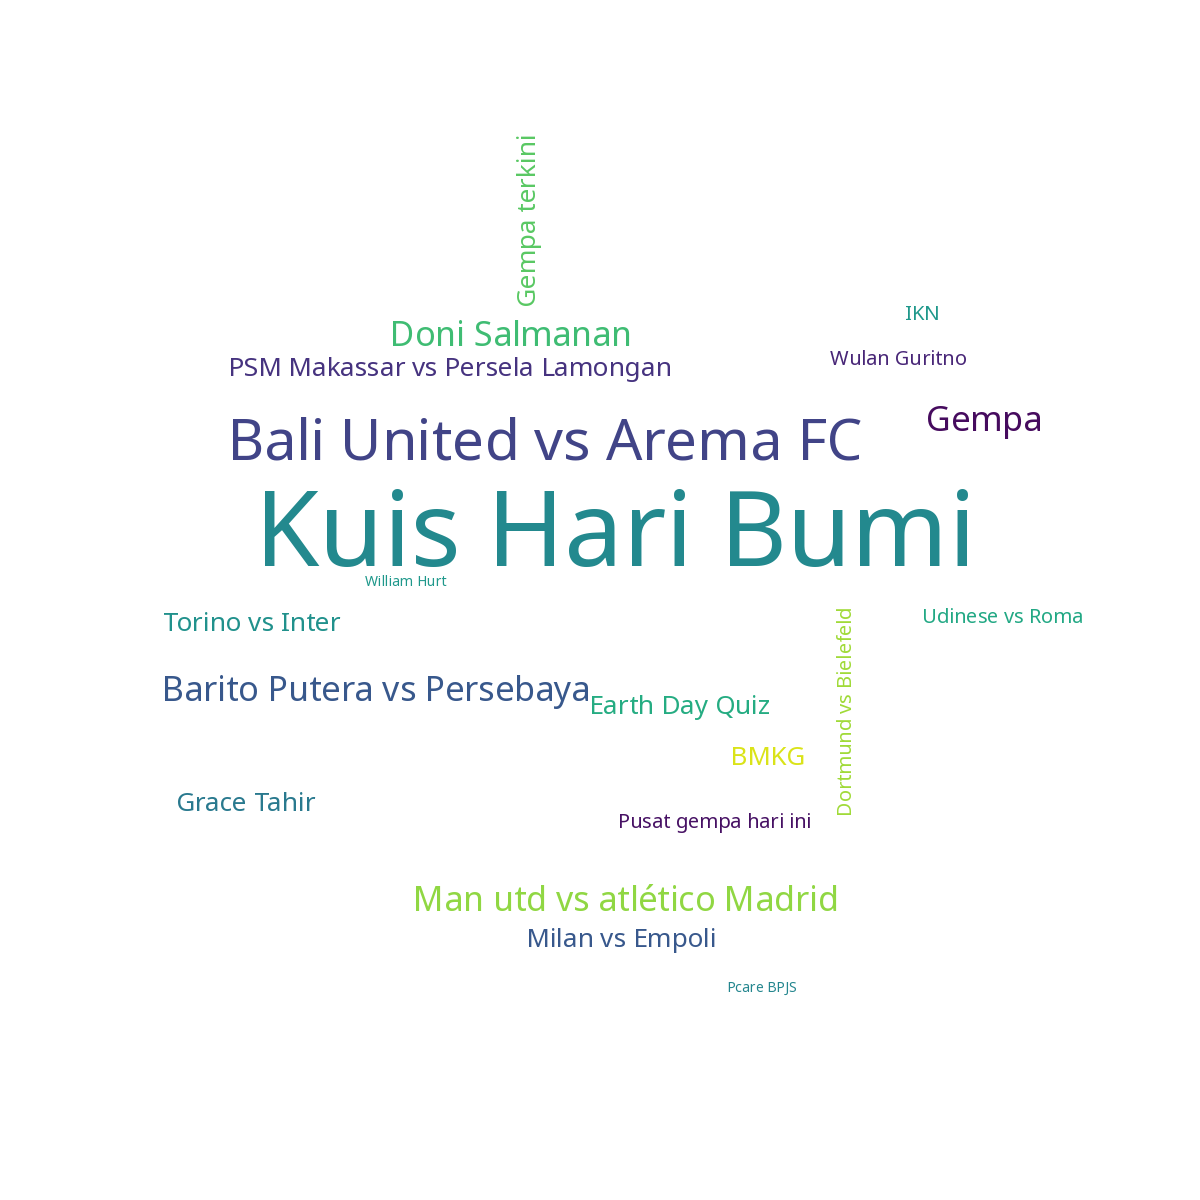 Gempa terkini
IKN
Doni Salmanan
Wulan Guritno
PSM Makassar vs Persela Lamongan
Gempa
Bali United vs Arema FC
Kuis Hari Bumi
William Hurt
Torino vs Inter
Udinese vs Roma
Barito Putera vs Persebaya
Earth Day Quiz
Dortmund vs Bielefeld
BMKG
Grace Tahir
Pusat gempa hari ini
Man utd vs atlético Madrid
Milan vs Empoli
Pcare BPJS